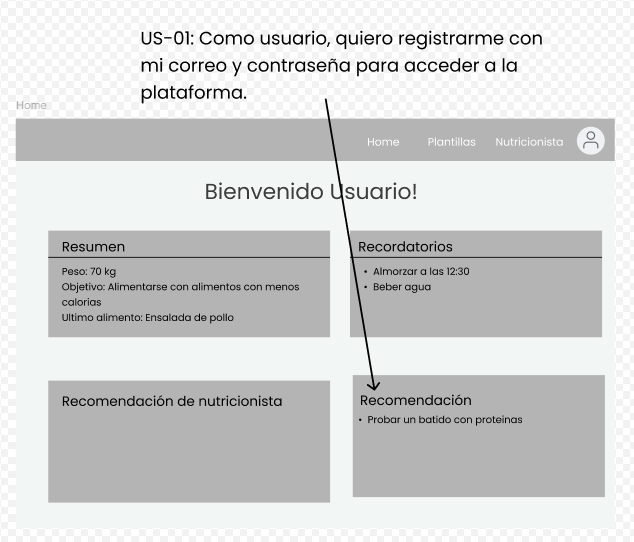 US-01: Como usuario, quiero registrarme con
mi correo y contraseña para acceder a la
plataforma.
Home
Home Plantillas Nutricionista
Bienvenido Usuario!
Resumen
Peso: 70 kg
Objetivo: Alimentarse con alimentos con menos
calorias
Ultimo alimento: Ensalada de pollo
Recordatorios
• Almorzar a las 12:30
• Beber agua
Recomendación de nutricionista
Recomendación
• Probar un batido con proteinas